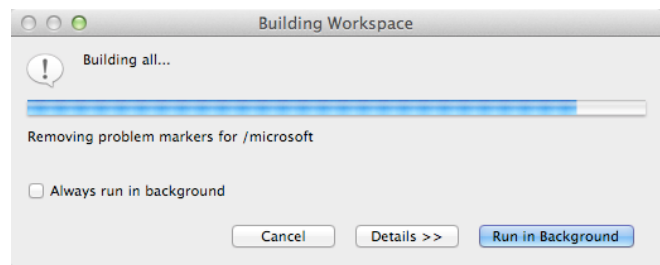 Building Workspace
Building all...
Removing problem markers for /microsoft
Always run in background
Cancel Details >> Run in Background